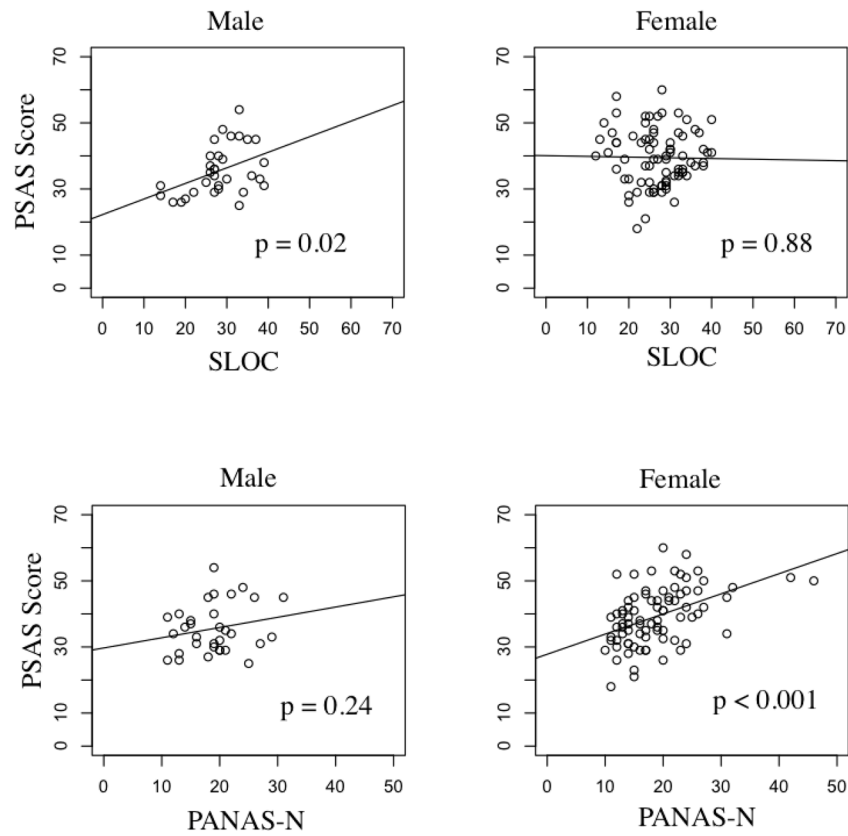 Male
Female
PSAS Score
70
50
30
10
0
p = 0.02
0 10 20 30 40 50 60 70
SLOC
70
50
30
10
0
p = 0.88
0 10 20 30 40 50 60 70
SLOC
Male
Female
PSAS Score
70
50
30
10
0
p = 0.24
0 10 20 30 40 50
PANAS-N
70
50
30
10
0
p < 0.001
0 10 20 30 40 50
PANAS-N